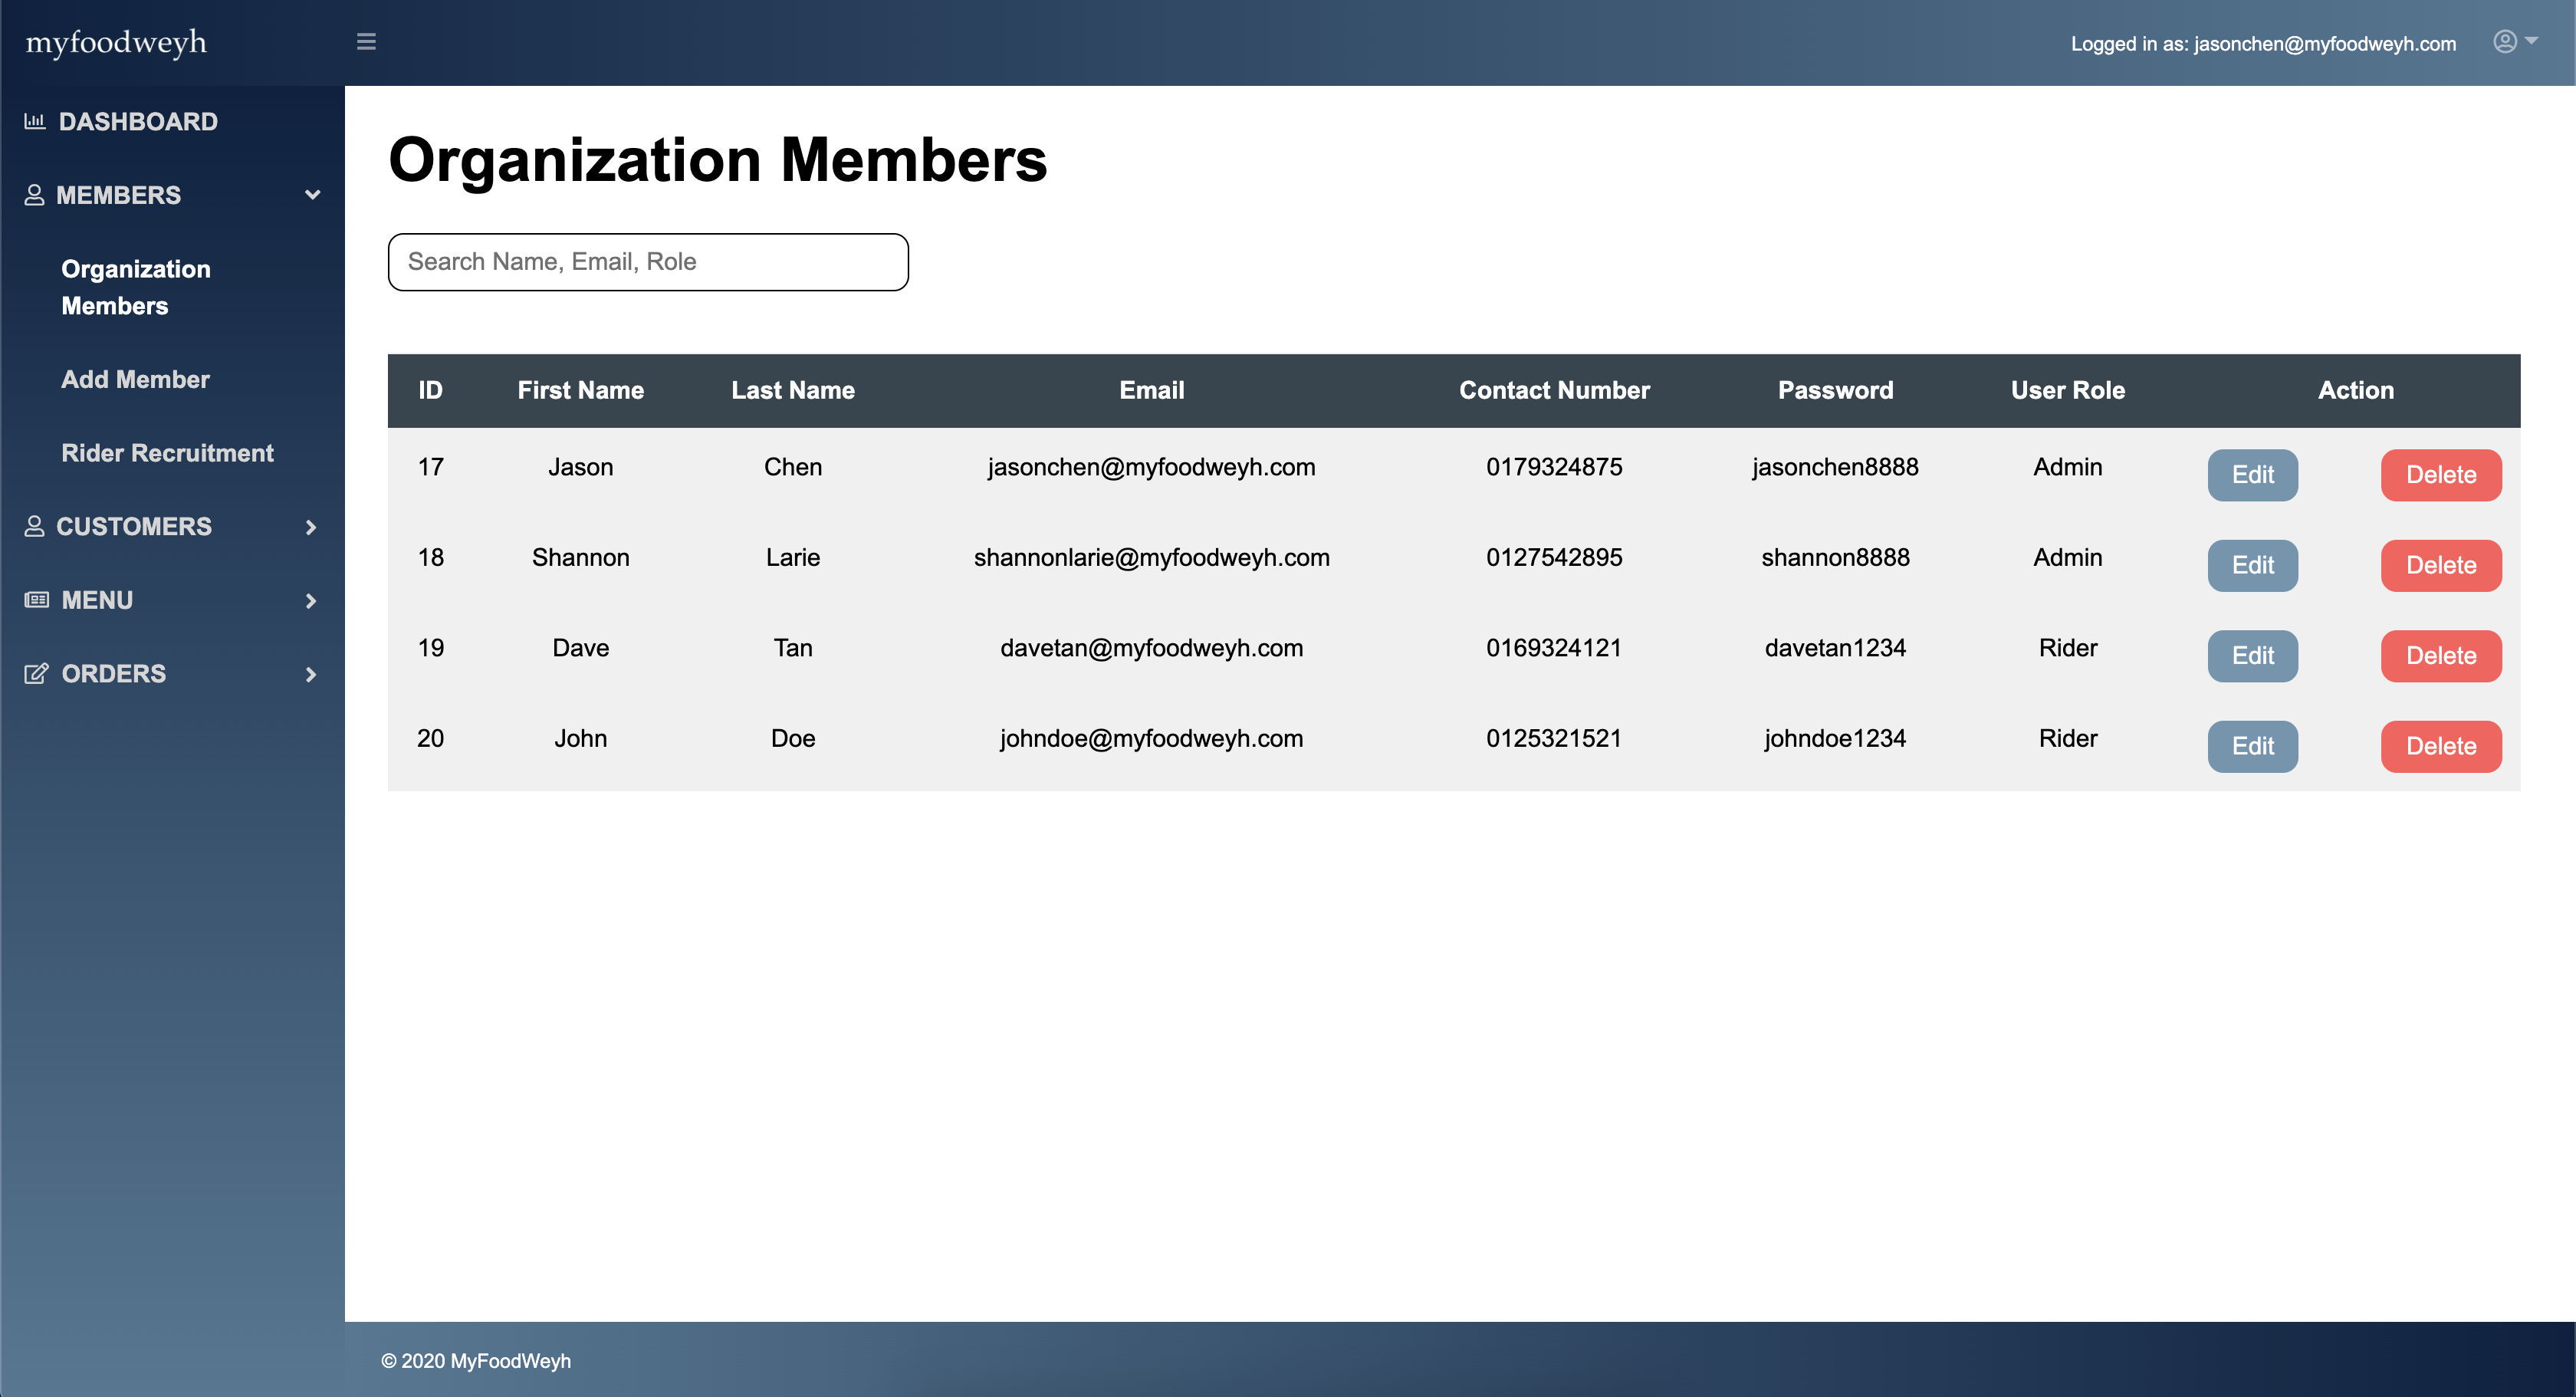 myfoodweyh
Logged in as: jasonchen@myfoodweyh.com
DASHBOARD
MEMBERS
Organization
Members
Add Member
Rider Recruitment
CUSTOMERS
MENU
ORDERS
Organization Members
Search Name, Email, Role
ID First Name Last Name Email Contact Number Password User Role Action
17 Jason Chen jasonchen@myfoodweyh.com 0179324875 jasonchen8888 Admin Edit Delete
18 Shannon Larie shannonlarie@myfoodweyh.com 0127542895 shannon8888 Admin Edit Delete
19 Dave Tan davetan@myfoodweyh.com 0169324121 davetan1234 Rider Edit Delete
20 John Doe johndoe@myfoodweyh.com 0125321521 johndoe1234 Rider Edit Delete
© 2020 MyFoodWeyh